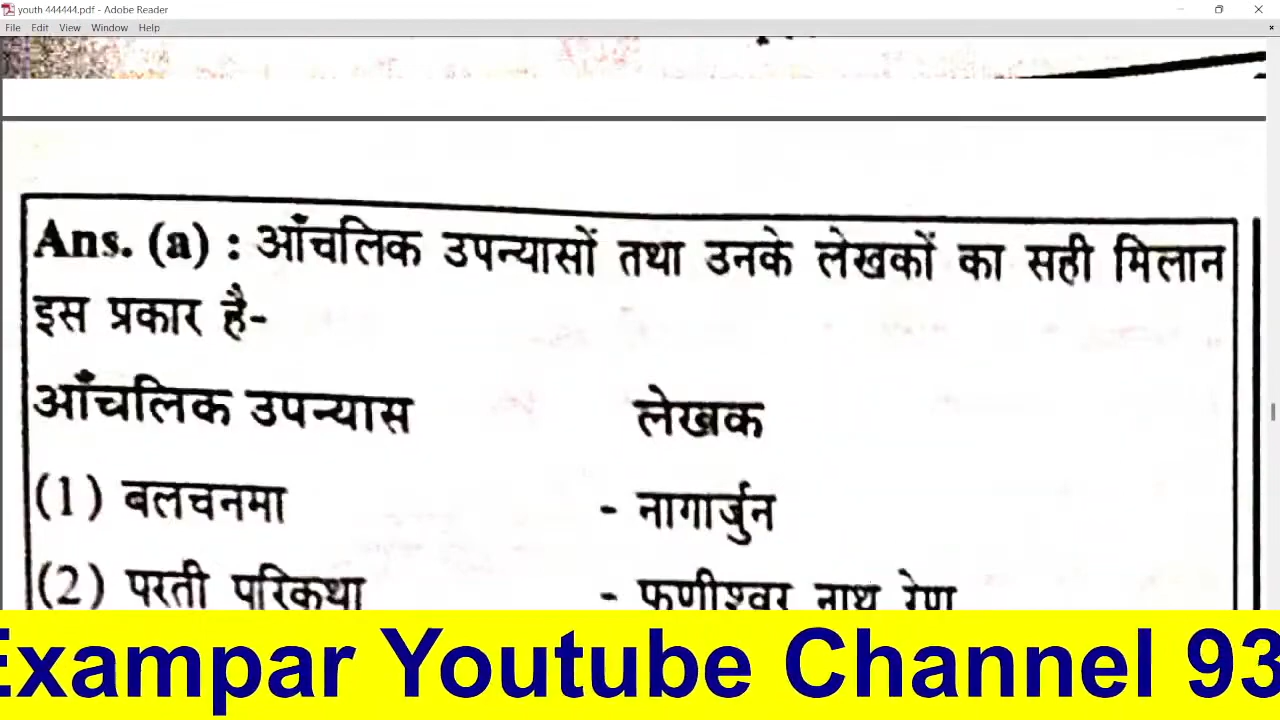 youth 444444.pdf - Adobe Reader
File Edit View Window Help
Ans. (a) : आँचलिक उपन्यासों तथा उनके लेखकों का सही मिलान
इस प्रकार है-
आँचलिक उपन्यास लेखक
(1) बलचनमा - नागार्जुन
(2) परती परिकथा - फणीश्वर नाथ रेणु
Exampar Youtube Channel 93